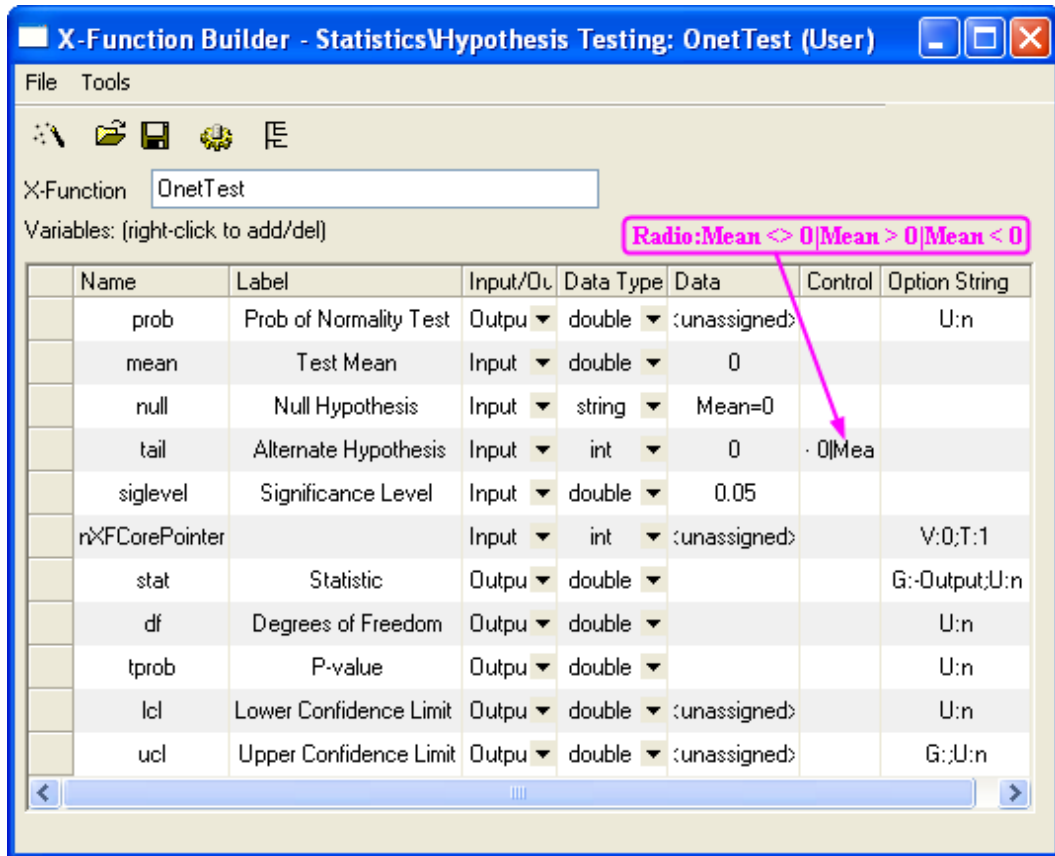 X-Function Builder - Statistics\Hypothesis Testing: OnetTest (User)
File Tools
X-Function OnetTest
Variables: (right-click to add/del)
Radio:Mean <> 0|Mean > 0|Mean < 0
Name Label Input/Ou Data Type Data Control Option String
prob Prob of Normality Test Outpu double <unassigned> U:n
mean Test Mean Input double 0
null Null Hypothesis Input string Mean=0
tail Alternate Hypothesis Input int 0 · 0|Mea
siglevel Significance Level Input double 0.05
nXFCorePointer Input int <unassigned> V:0;T:1
stat Statistic Outpu double G:-Output;U:n
df Degrees of Freedom Outpu double U:n
tprob P-value Outpu double U:n
lcl Lower Confidence Limit Outpu double <unassigned> U:n
ucl Upper Confidence Limit Outpu double <unassigned> G:;U:n